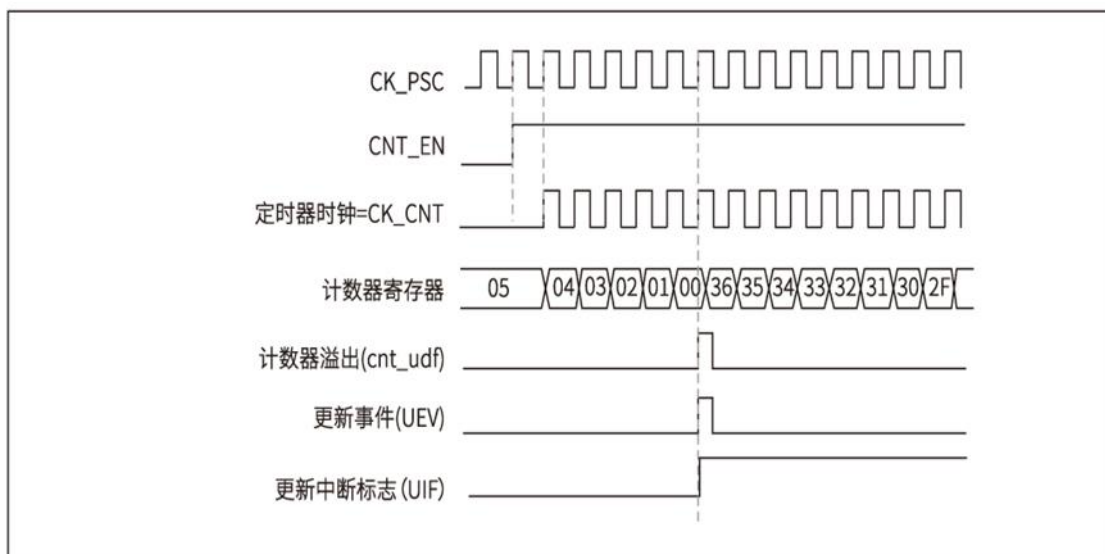 CK_PSC
CNT_EN
定时器时钟=CK_CNT
计数器寄存器 05 04 03 02 01 00 36 35 34 33 32 31 30 2F
计数器溢出(cnt_udf)
更新事件(UEV)
更新中断标志(UIF)